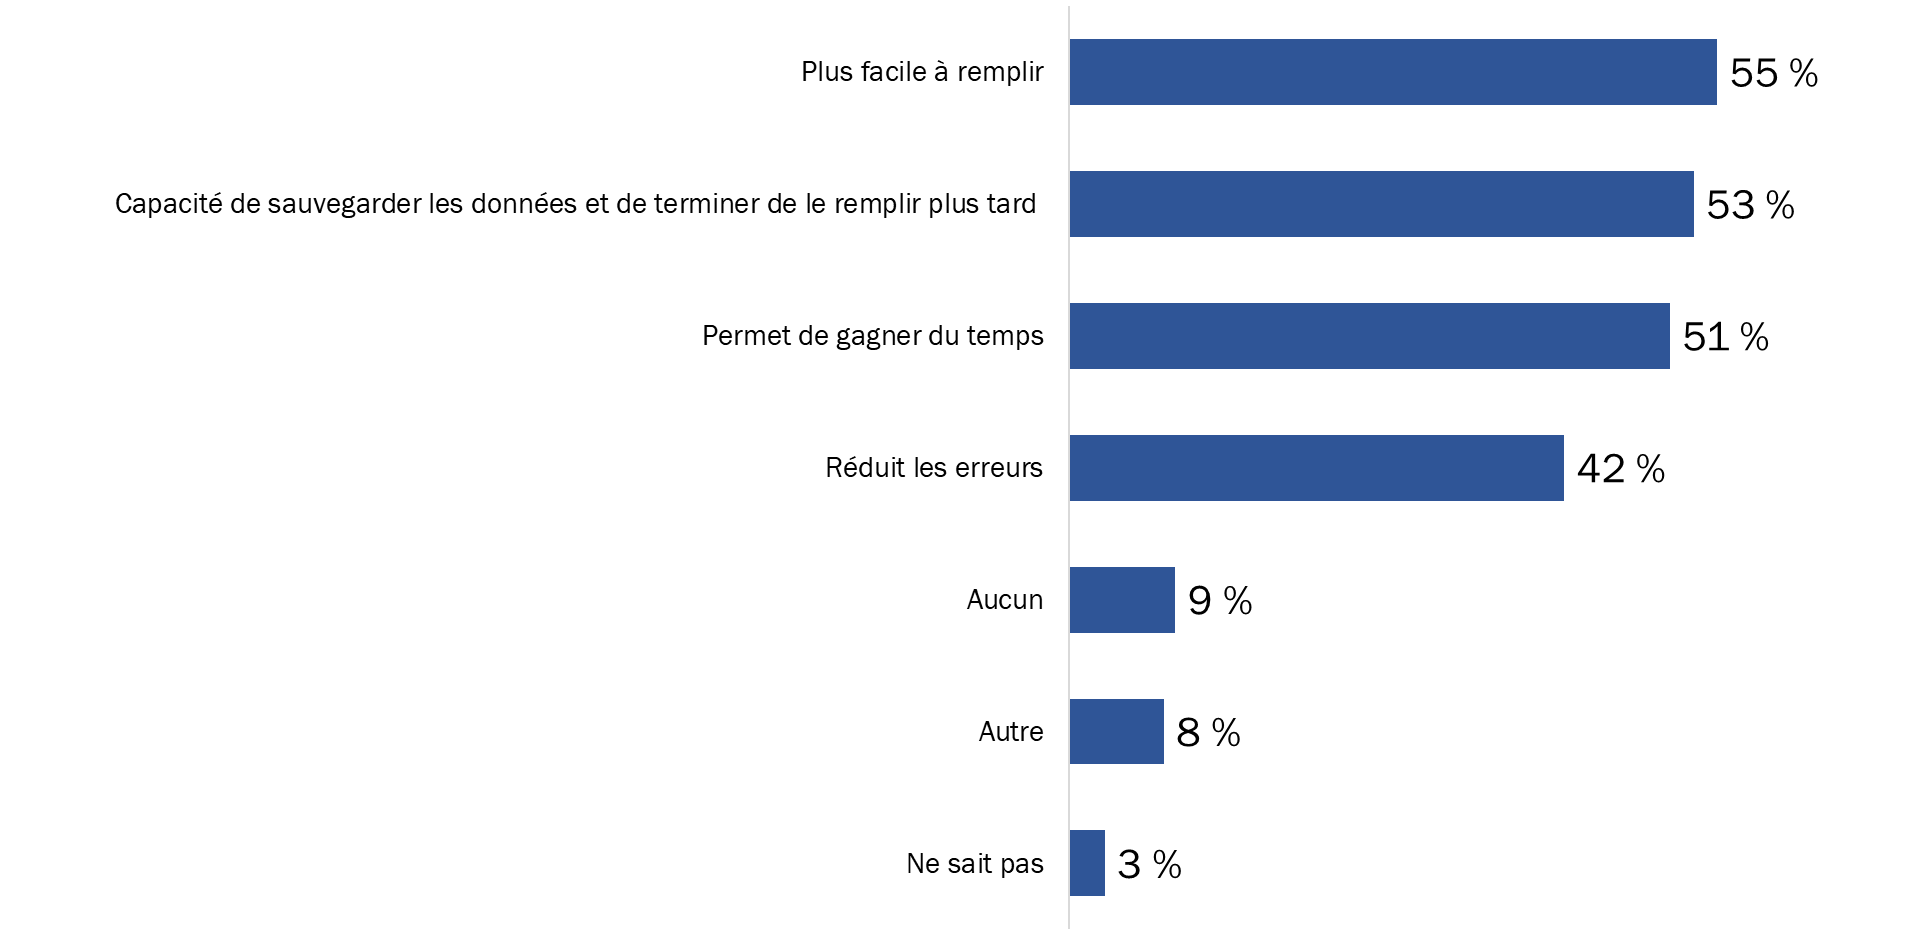 Plus facile à remplir 55 %
Capacité de sauvegarder les données et de terminer de le remplir plus tard 53 %
Permet de gagner du temps 51 %
Réduit les erreurs 42 %
Aucun 9 %
Autre 8 %
Ne sait pas 3 %